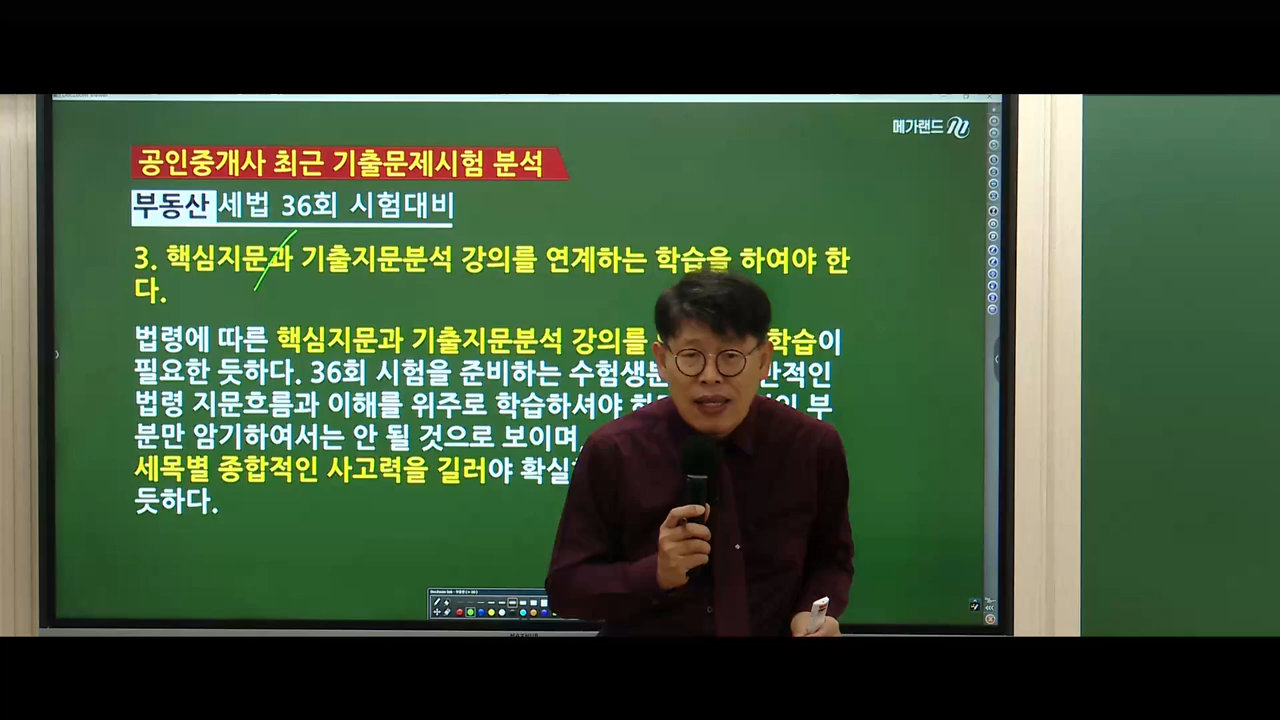 메가랜드
공인중개사 최근 기출문제시험 분석
부동산 세법 36회 시험대비
3. 핵심지문과 기출지문분석 강의를 연계하는 학습을 하여야 한
다.
법령에 따른 핵심지문과 기출지문분석 강의를 학습이
필요한 듯하다. 36회 시험을 준비하는
법령 지문흐름과 이해를 위주로 학습하셔야 부
분만 암기하여서는 안 될 것으로 보이며,
세목별 종합적인 사고력을 길러야
듯하다.